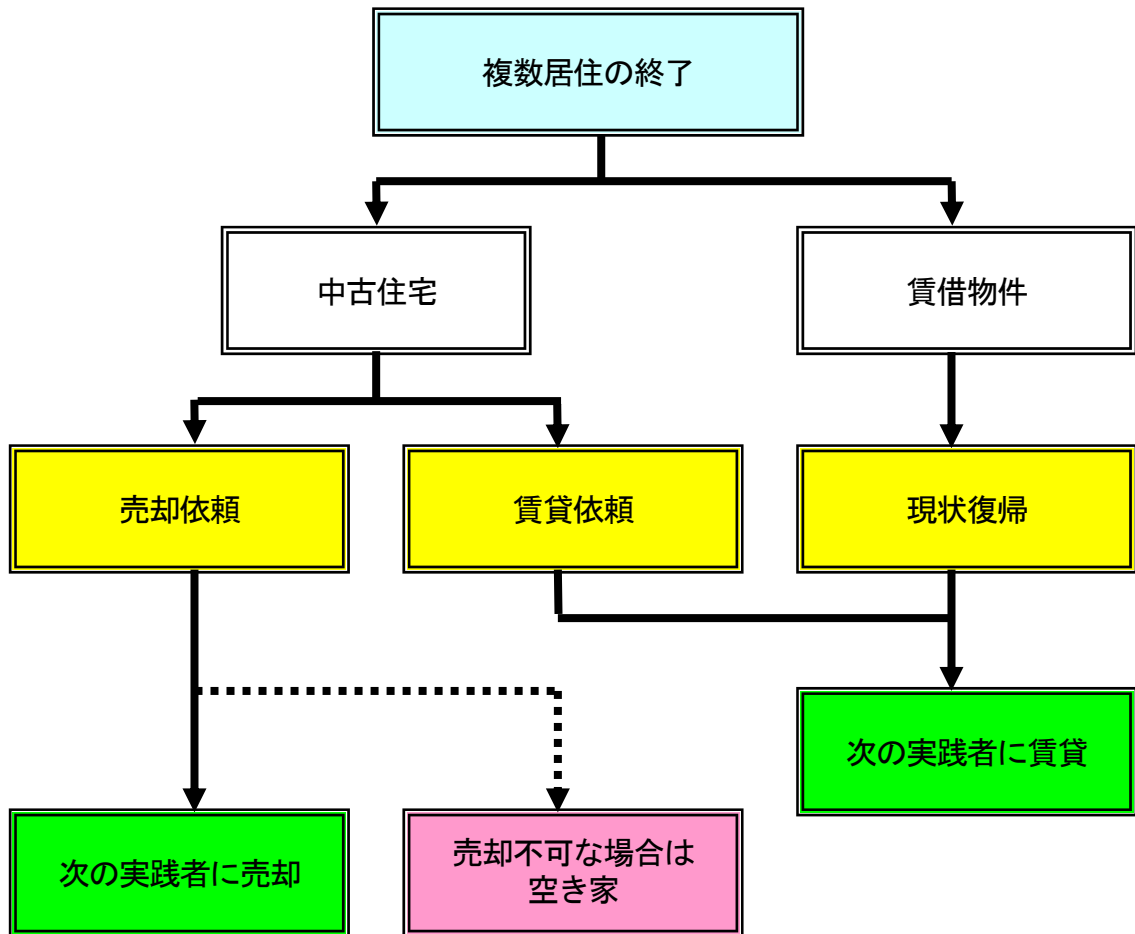 複数居住の終了
中古住宅
賃借物件
売却依頼
賃貸依頼
現状復帰
次の実践者に賃貸
次の実践者に売却
売却不可な場合は
空き家